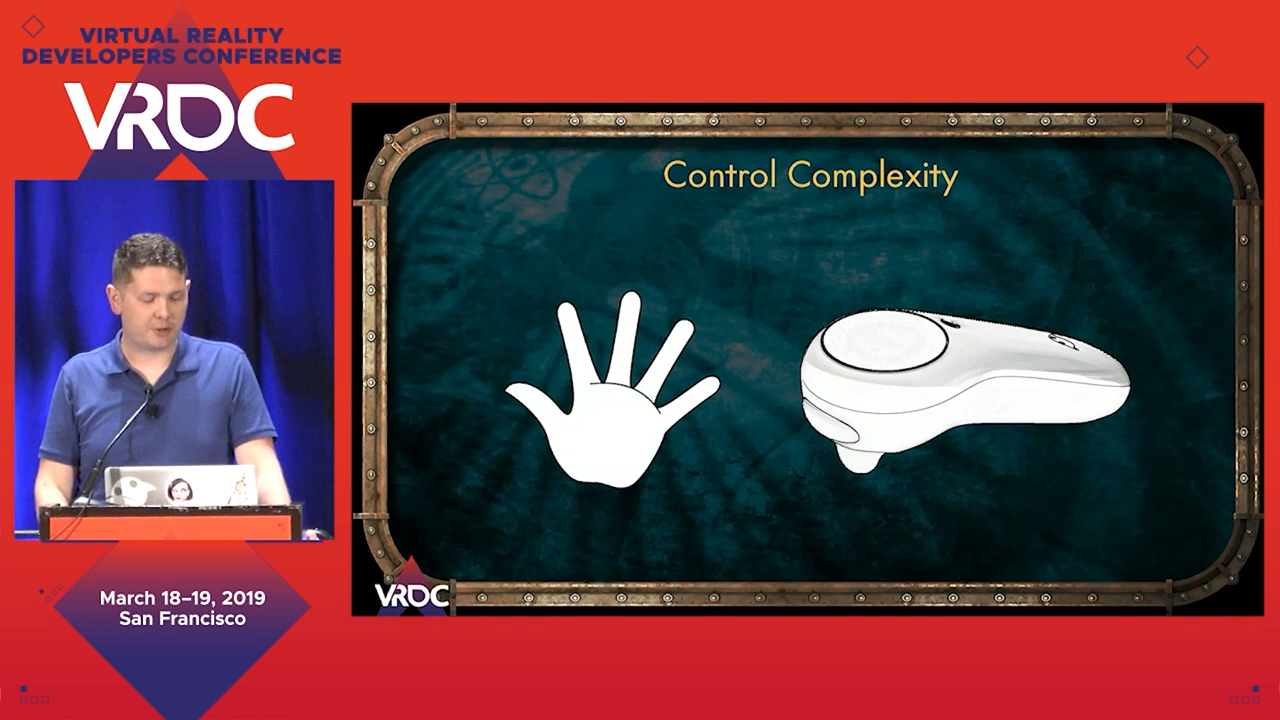 VIRTUAL REALITY
DEVELOPERS CONFERENCE
VRDC
Control Complexity
VRDC
March 18–19, 2019
San Francisco